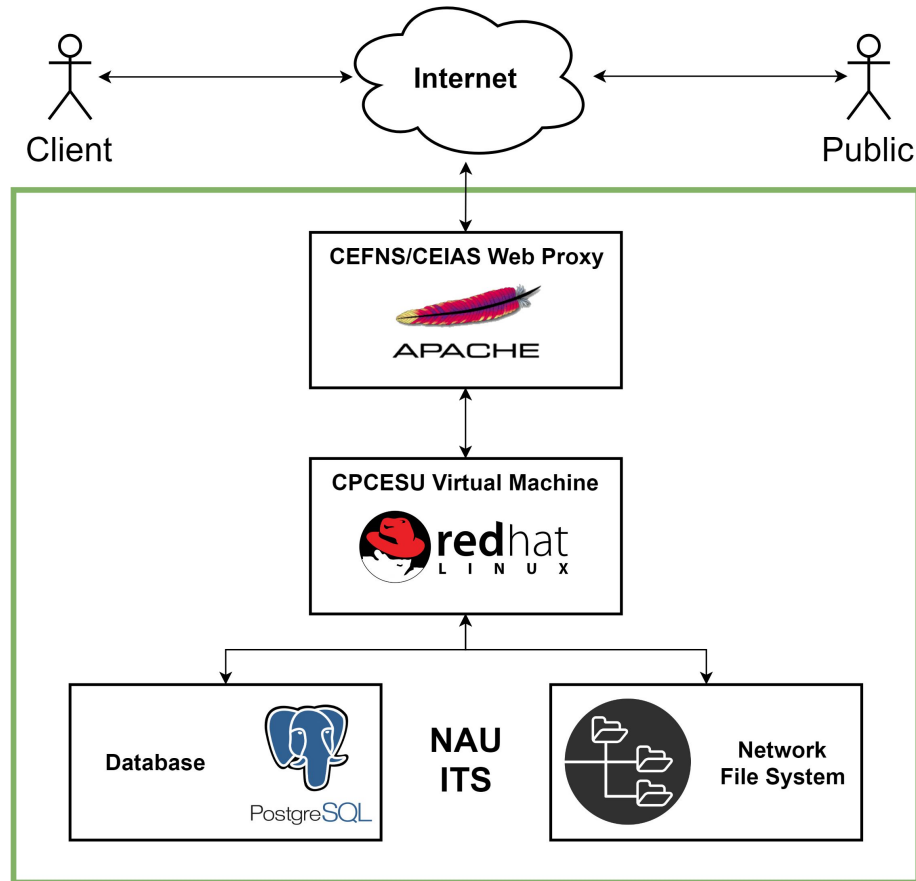 Internet
Client
Public
CEFNS/CEIAS Web Proxy
APACHE
CPCESU Virtual Machine
redhat
LINUX
Database
PostgreSQL
NAU
ITS
Network
File System